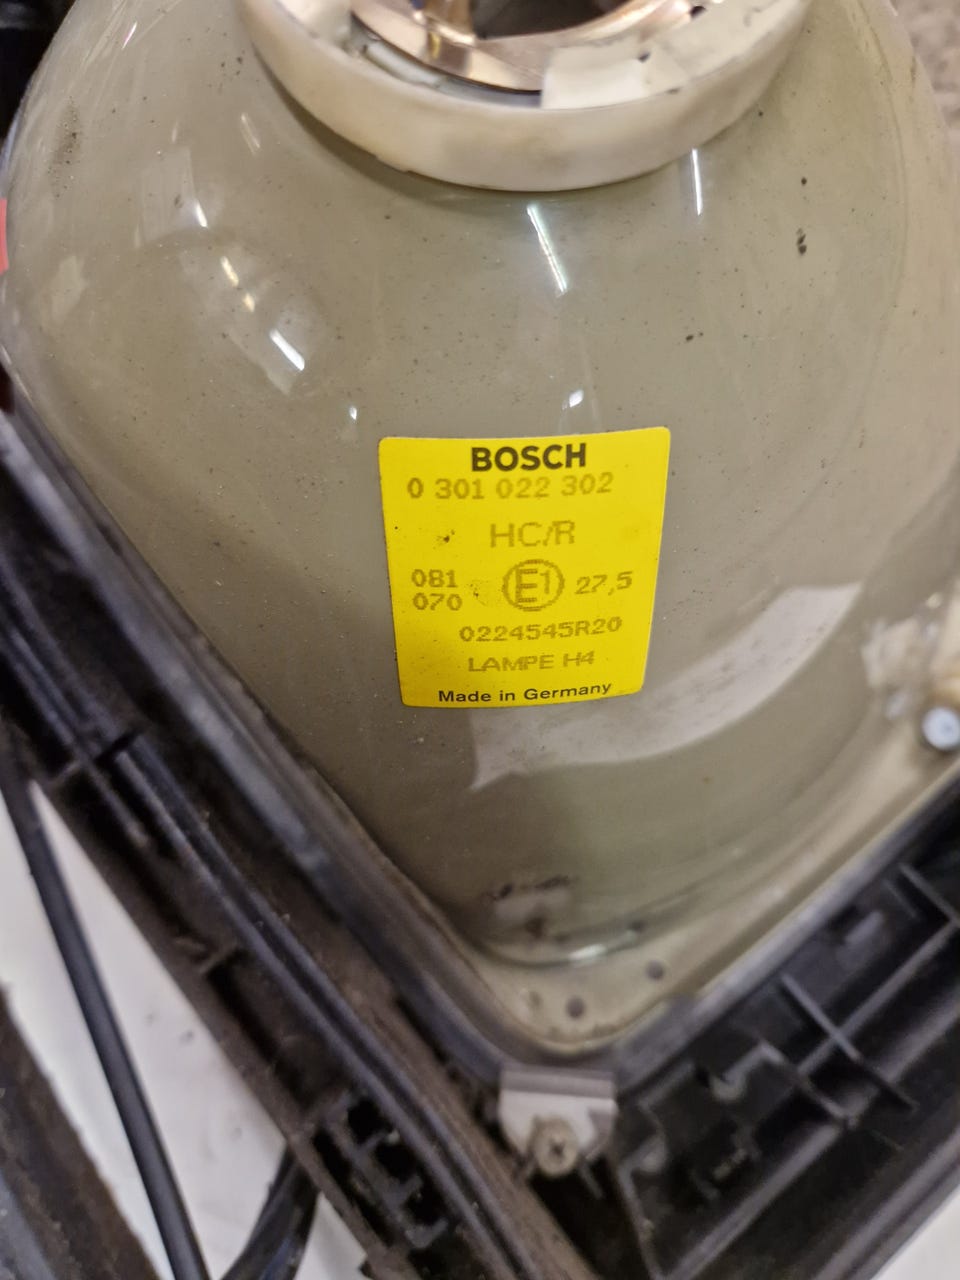 BOSCH
0 301 022 302
HC/R
081
070
E1
27,5
0224545R20
LAMPE H4
Made in Germany